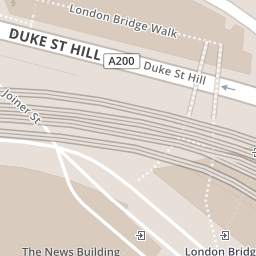 London Bridge Walk
DUKE ST HILL
A200
Duke St Hill
Joiner St
The News Building
London Bridg